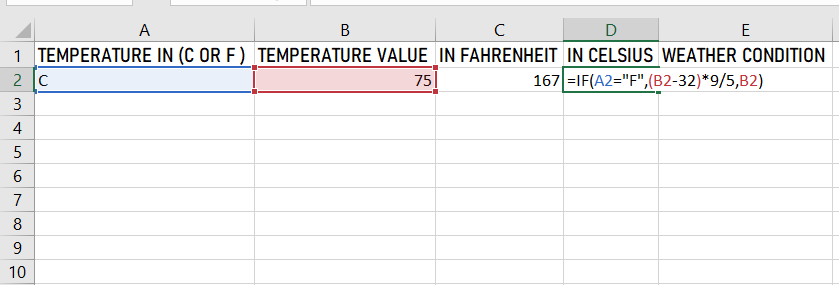 A B C D E
1 TEMPERATURE IN (C OR F ) TEMPERATURE VALUE IN FAHRENHEIT IN CELSIUS WEATHER CONDITION
2 C 75 167 =IF(A2="F",(B2-32)*9/5,B2)
3
4
5
6
7
8
9
10